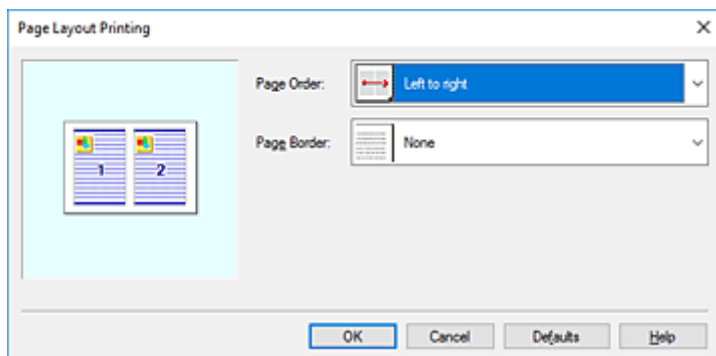 Page Layout Printing
Page Order: Left to right
Page Border: None
1 2
OK Cancel Defaults Help